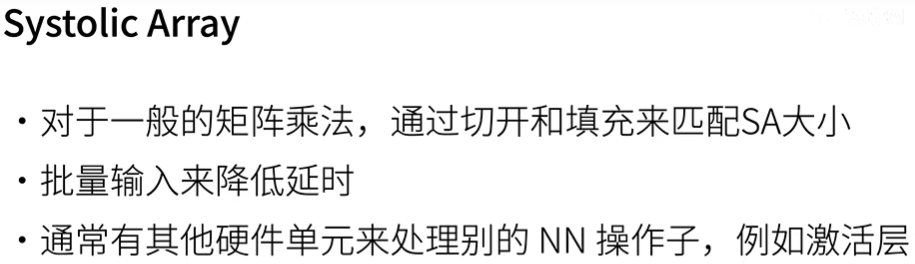 Systolic Array
• 对于一般的矩阵乘法，通过切开和填充来匹配SA大小
• 批量输入来降低延时
• 通常有其他硬件单元来处理别的 NN 操作子，例如激活层